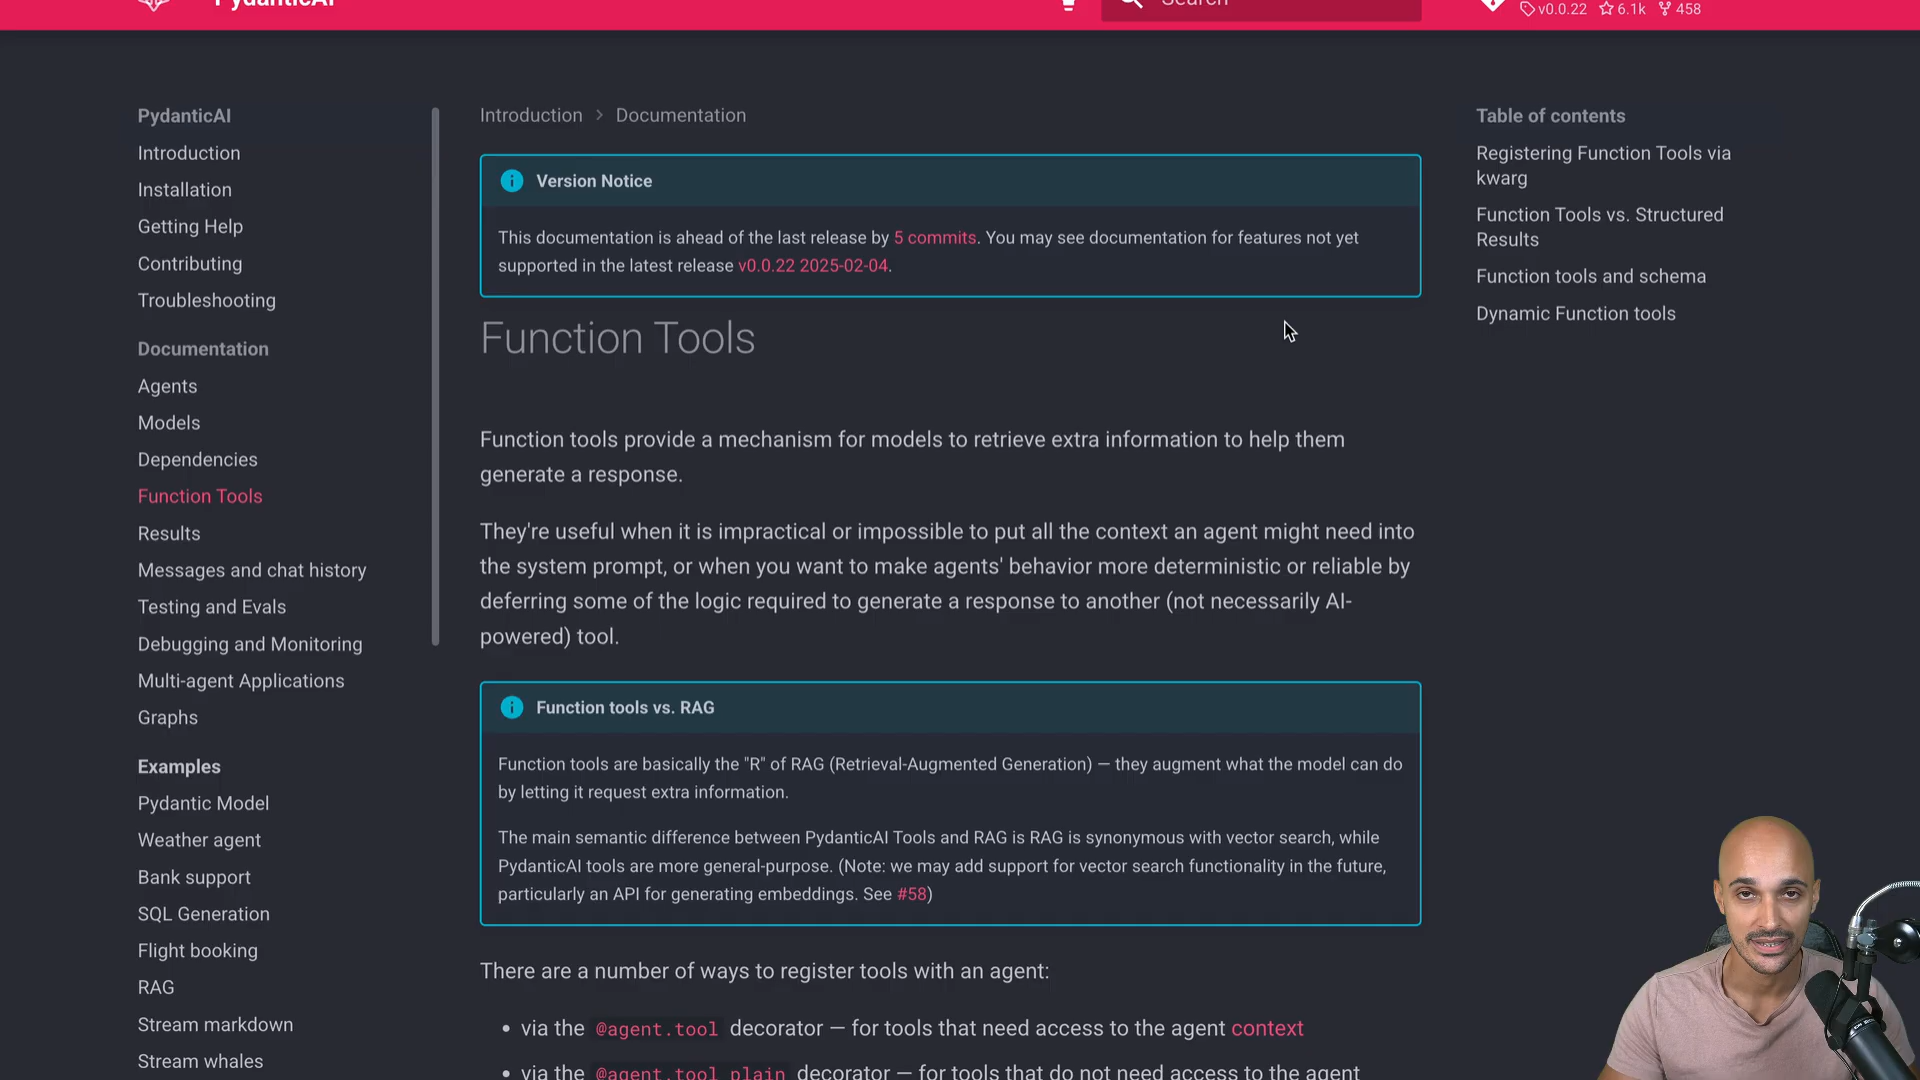 PydanticAI
Search
v0.0.22 6.1k 458
PydanticAI
Introduction
Installation
Getting Help
Contributing
Troubleshooting
Documentation
Agents
Models
Dependencies
Function Tools
Results
Messages and chat history
Testing and Evals
Debugging and Monitoring
Multi-agent Applications
Graphs
Examples
Pydantic Model
Weather agent
Bank support
SQL Generation
Flight booking
RAG
Stream markdown
Stream whales
Introduction > Documentation
Version Notice
This documentation is ahead of the last release by 5 commits. You may see documentation for features not yet
supported in the latest release v0.0.22 2025-02-04.
Function Tools
Function tools provide a mechanism for models to retrieve extra information to help them
generate a response.
They're useful when it is impractical or impossible to put all the context an agent might need into
the system prompt, or when you want to make agents' behavior more deterministic or reliable by
deferring some of the logic required to generate a response to another (not necessarily AI-
powered) tool.
Function tools vs. RAG
Function tools are basically the "R" of RAG (Retrieval-Augmented Generation) — they augment what the model can do
by letting it request extra information.
The main semantic difference between PydanticAI Tools and RAG is RAG is synonymous with vector search, while
PydanticAI tools are more general-purpose. (Note: we may add support for vector search functionality in the future,
particularly an API for generating embeddings. See #58)
There are a number of ways to register tools with an agent:
• via the @agent.tool decorator — for tools that need access to the agent context
• via the @agent.tool_plain decorator — for tools that do not need access to the agent
Table of contents
Registering Function Tools via
kwarg
Function Tools vs. Structured
Results
Function tools and schema
Dynamic Function tools